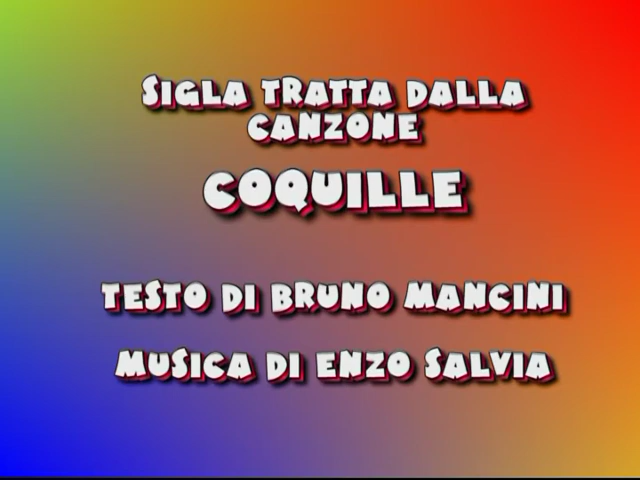 SIGLA TRATTA DALLA
CANZONE
COQUILLE
TESTO DI BRUNO MANCINI
MUSICA DI ENZO SALVIA